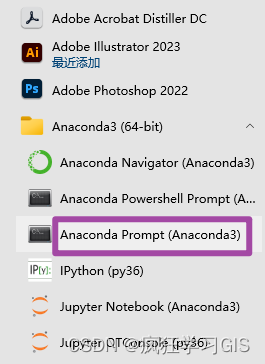 Adobe Acrobat Distiller DC
Ai
Adobe Illustrator 2023
最近添加
Ps
Adobe Photoshop 2022
Anaconda3 (64-bit)
Anaconda Navigator (Anaconda3)
Anaconda Powershell Prompt (A...
Anaconda Prompt (Anaconda3)
IP[y]:
IPython (py36)
Jupyter Notebook (Anaconda3)
Jupyter QTConsole (py36)
CSDN @疯狂学习GIS